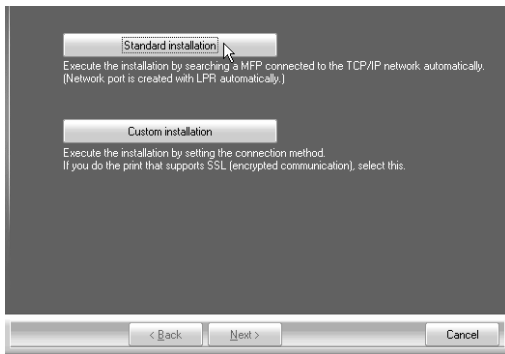 Standard installation
Execute the installation by searching a MFP connected to the TCP/IP network automatically.
(Network port is created with LPR automatically.)
Custom installation
Execute the installation by setting the connection method.
If you do the print that supports SSL (encrypted communication), select this.
< Back
Next >
Cancel